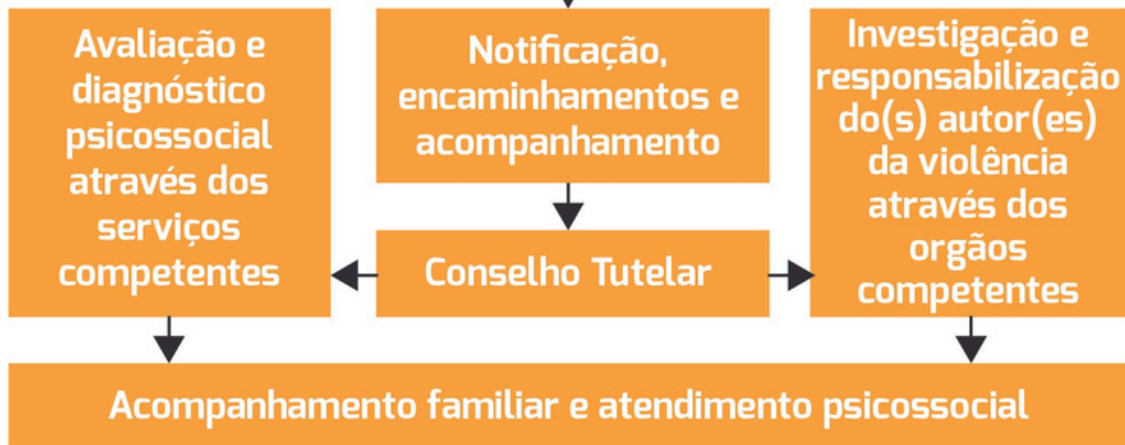 Avaliação e
diagnóstico
psicossocial
através dos
serviços
competentes
Notificação,
encaminhamentos e
acompanhamento
Conselho Tutelar
Investigação e
responsabilização
do(s) autor(es)
da violência
através dos
orgãos
competentes
Acompanhamento familiar e atendimento psicossocial